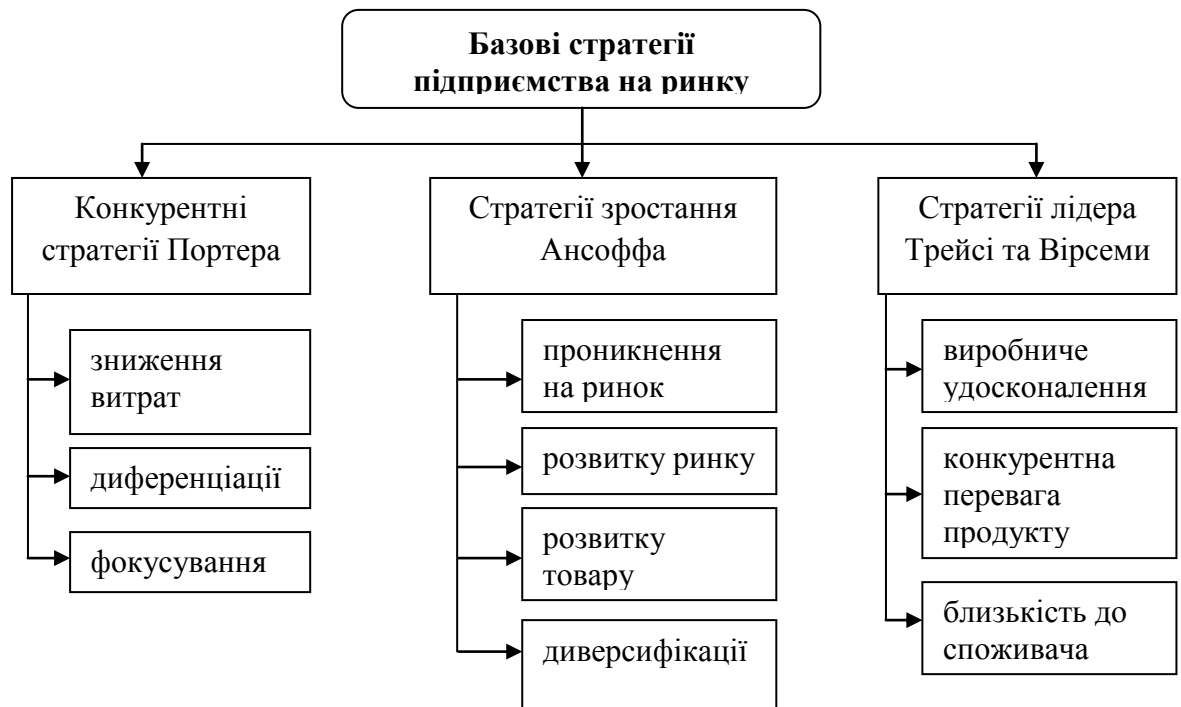 Базові стратегії
підприємства на ринку
Конкурентні
стратегії Портера
зниження
витрат
диференціації
фокусування
Стратегії зростання
Ансоффа
проникнення
на ринок
розвитку ринку
розвитку
товару
диверсифікації
Стратегії лідера
Трейсі та Вірсеми
виробниче
удосконалення
конкурентна
перевага
продукту
близькість до
споживача